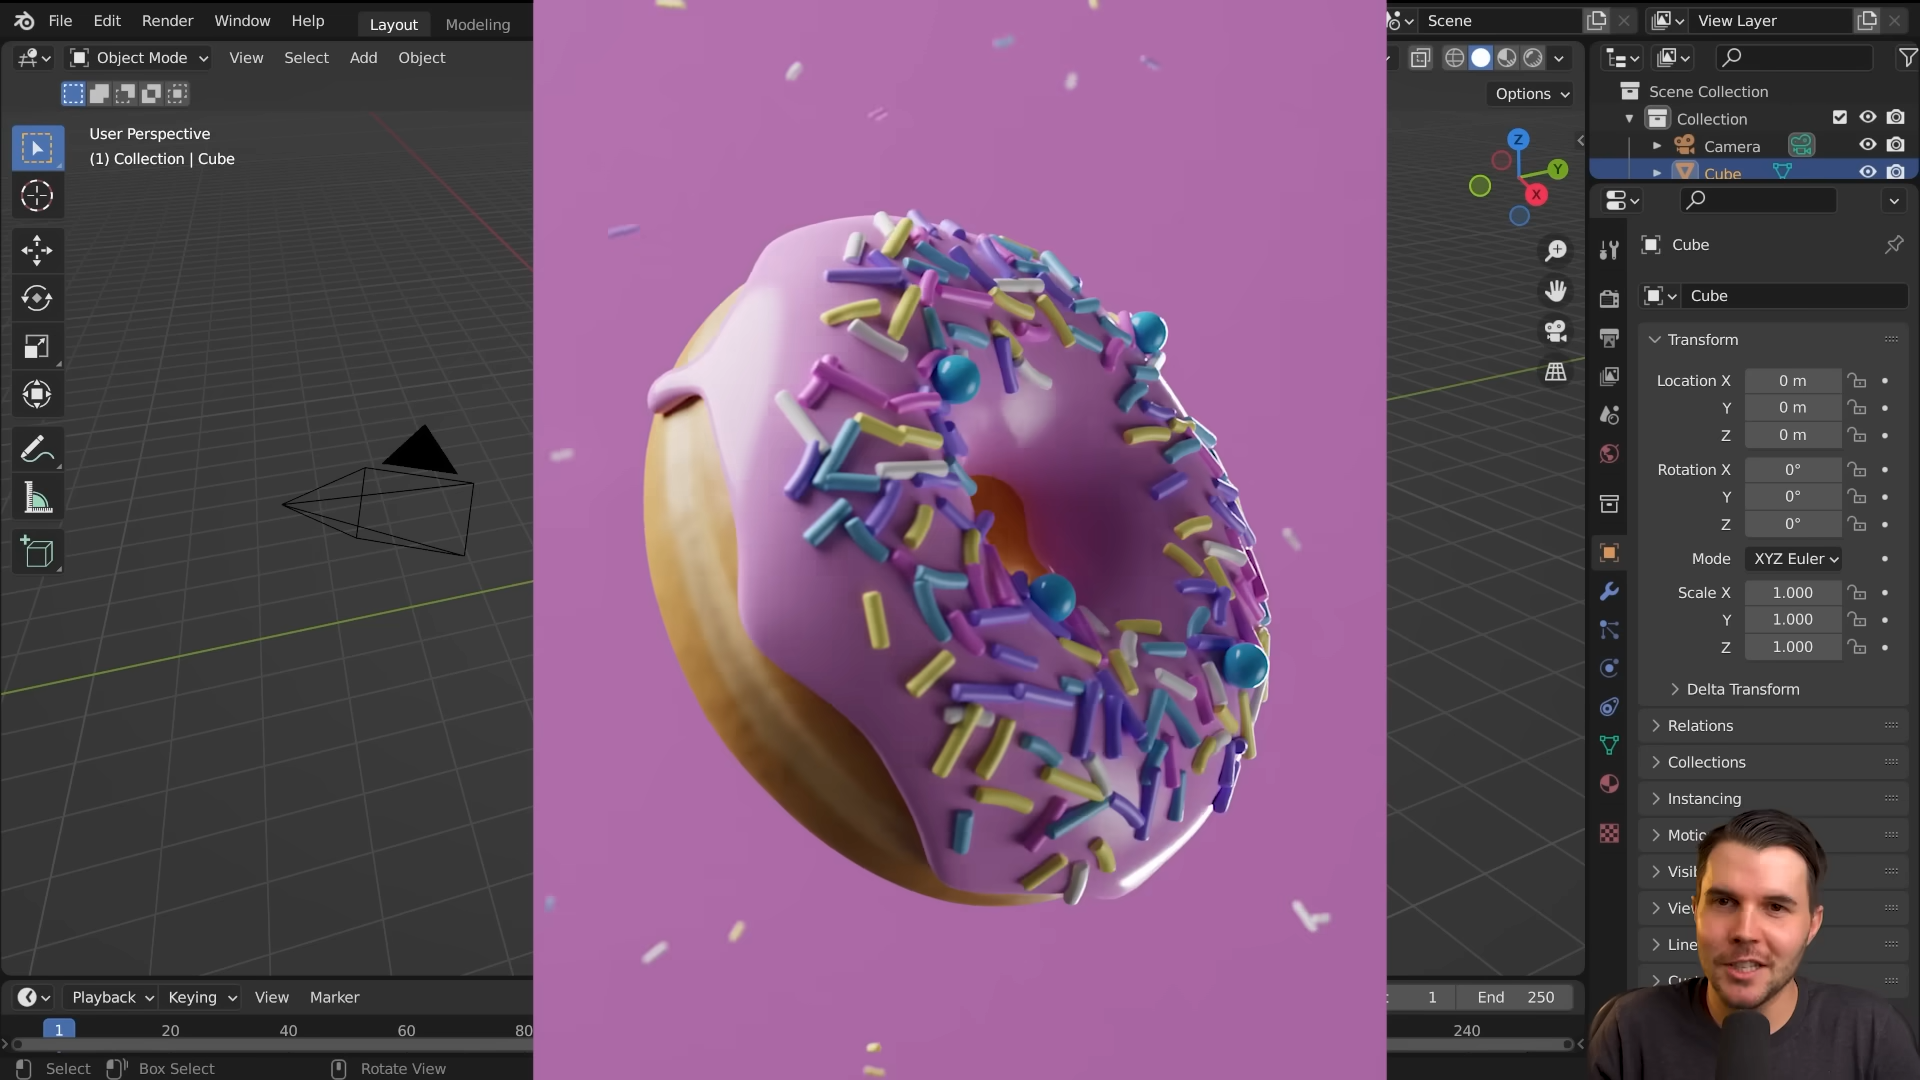 File Edit Render Window Help Layout Modeling
Scene View Layer
Object Mode View Select Add Object
Options
User Perspective
(1) Collection | Cube
Z
Y
X
Scene Collection
Collection
Camera
Cube
Cube
Cube
Transform
Location X 0 m
Y 0 m
Z 0 m
Rotation X 0°
Y 0°
Z 0°
Mode XYZ Euler
Scale X 1.000
Y 1.000
Z 1.000
Delta Transform
Relations
Collections
Instancing
Playback Keying View Marker
1 End 250
1 20 40 60 80 240
Select Box Select Rotate View